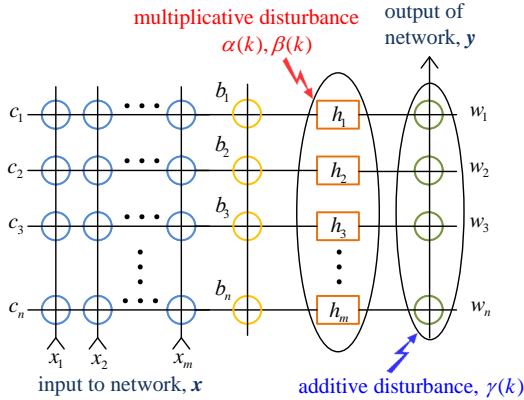 multiplicative disturbance
α(k), β(k)
output of
network, y
c₁ b₁ h₁ w₁
c₂ b₂ h₂ w₂
c₃ b₃ h₃ w₃
cₙ bₙ hₘ wₙ
x₁ x₂ xₘ
input to network, x
additive disturbance, γ(k)